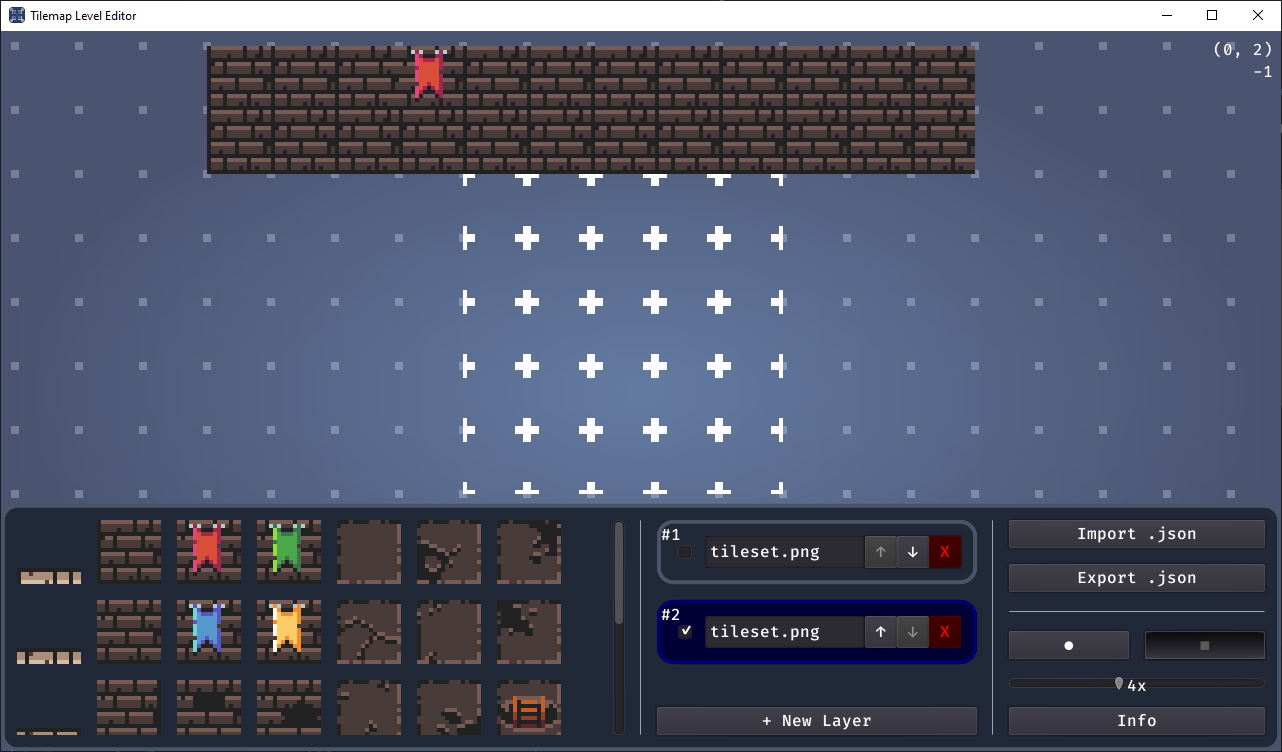 Tilemap Level Editor
(0, 2)
-1
#1
tileset.png
↑
↓
X
#2
tileset.png
↑
↓
X
+ New Layer
Import .json
Export .json
4x
Info